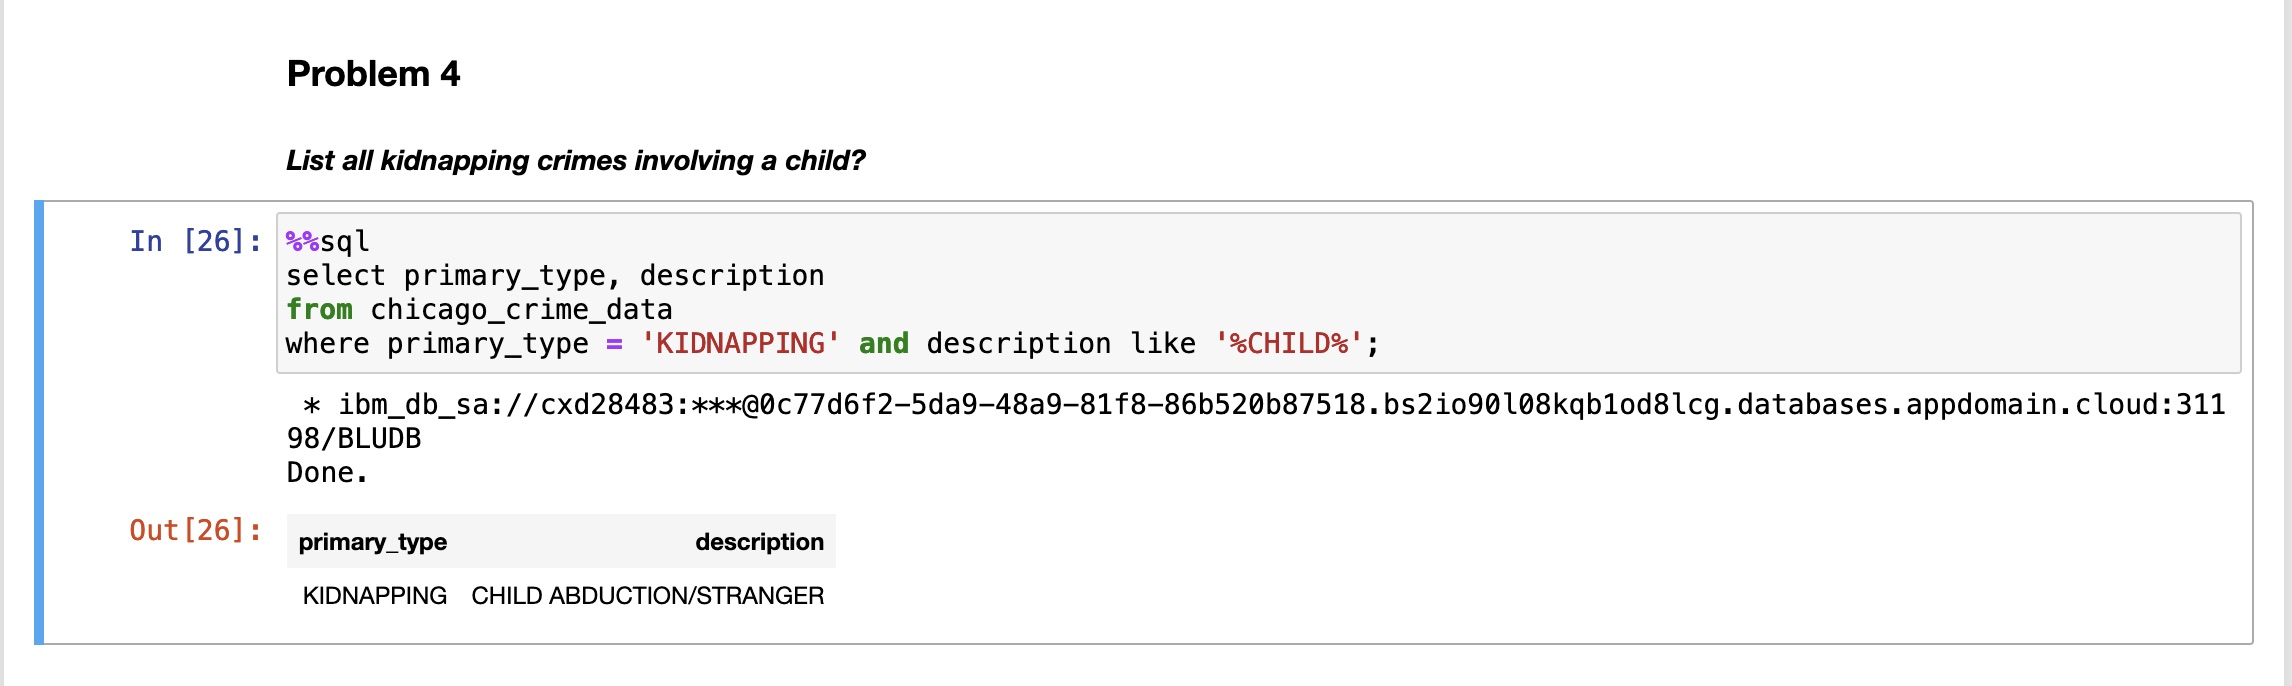 Problem 4
List all kidnapping crimes involving a child?
In [26]: %%sql
select primary_type, description
from chicago_crime_data
where primary_type = 'KIDNAPPING' and description like '%CHILD%';
* ibm_db_sa://cxd28483:***@0c77d6f2-5da9-48a9-81f8-86b520b87518.bs2io90l08kqb1od8lcg.databases.appdomain.cloud:311
98/BLUDB
Done.
Out[26]: primary_type description
KIDNAPPING CHILD ABDUCTION/STRANGER